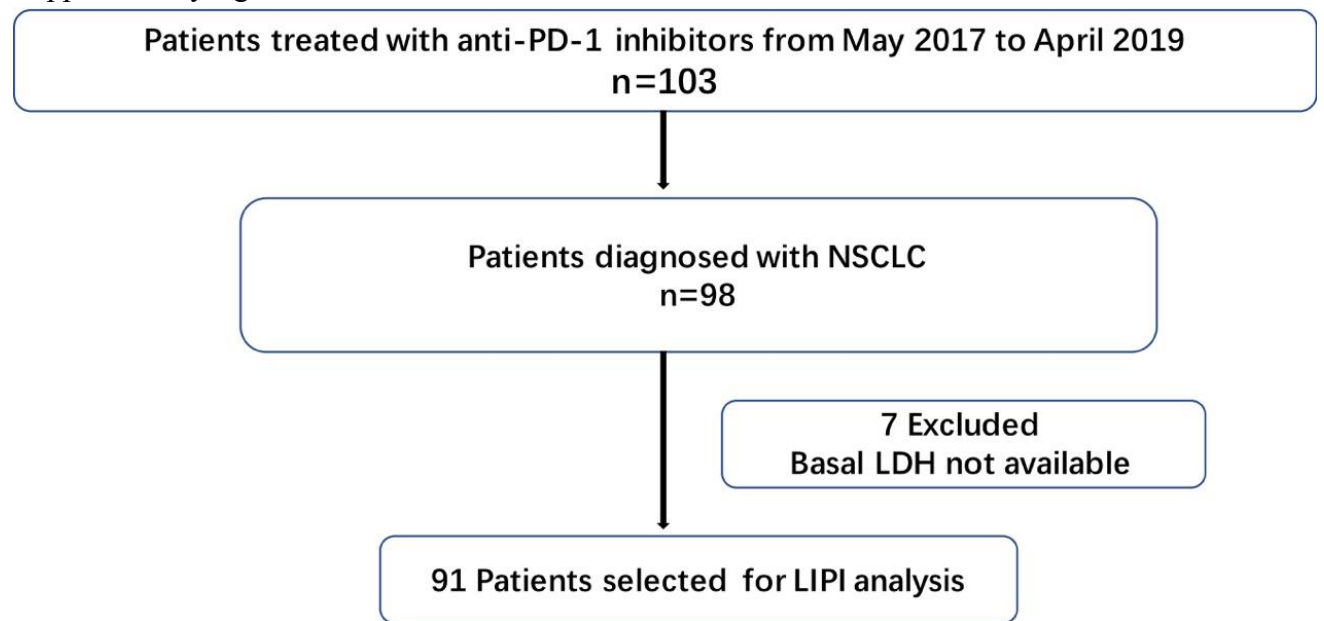 Patients treated with anti-PD-1 inhibitors from May 2017 to April 2019
n=103
Patients diagnosed with NSCLC
n=98
7 Excluded
Basal LDH not available
91 Patients selected for LIPI analysis